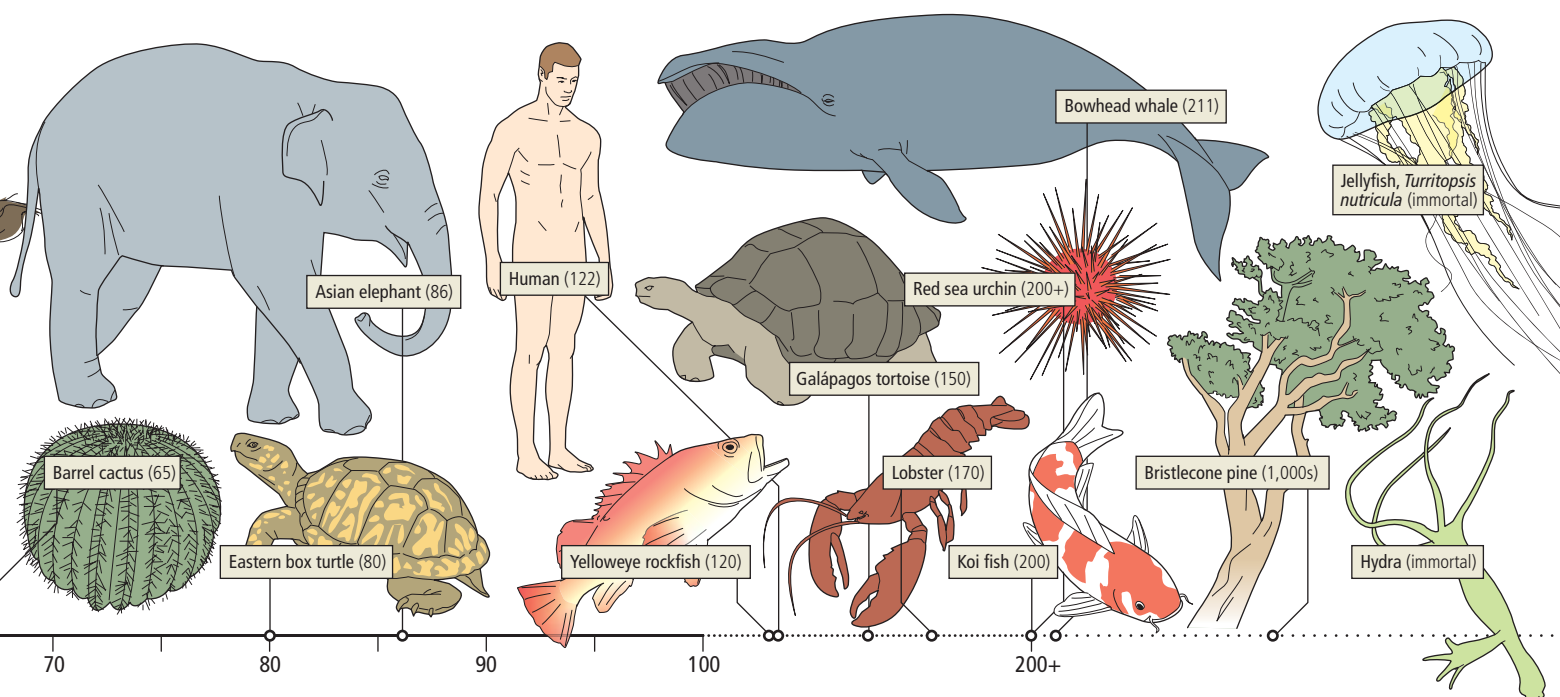 Bowhead whale (211)
Jellyfish, Turritopsis
nutricula (immortal)
Asian elephant (86)
Human (122)
Red sea urchin (200+)
Galápagos tortoise (150)
Barrel cactus (65)
Lobster (170)
Bristlecone pine (1,000s)
Eastern box turtle (80)
Yelloweye rockfish (120)
Koi fish (200)
Hydra (immortal)
70
80
90
100
200+